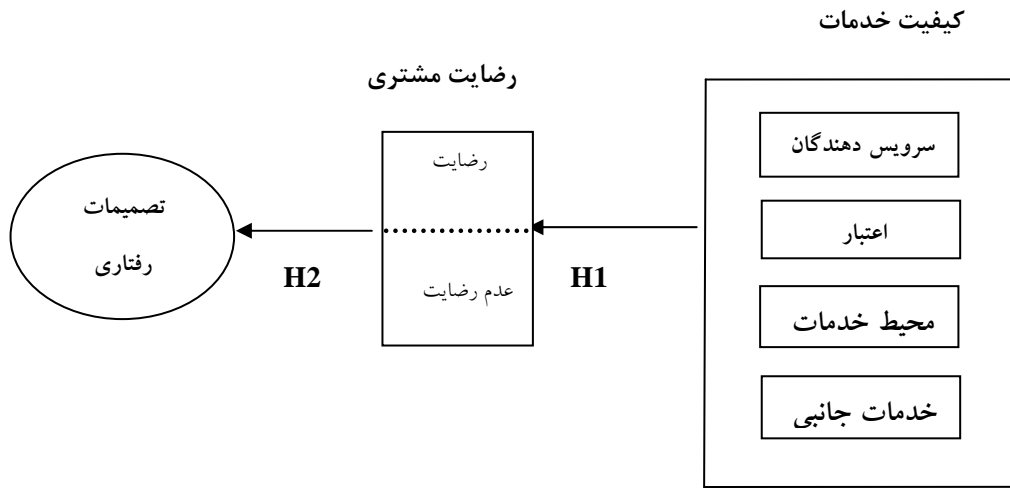 کیفیت خدمات
سرویس دهندگان
اعتبار
محیط خدمات
خدمات جانبی
H1
رضایت مشتری
رضایت
عدم رضایت
H2
تصمیمات
رفتاری